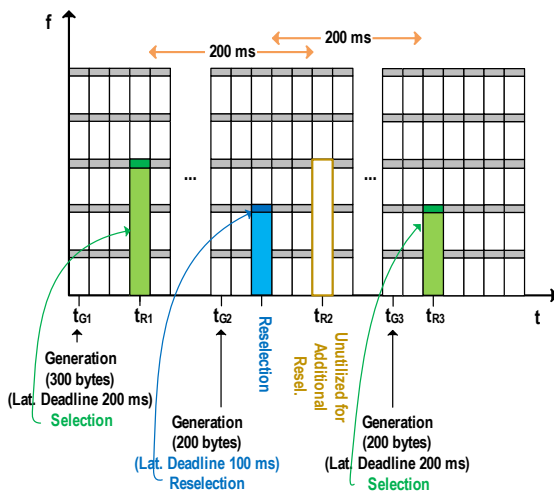 f
200 ms
200 ms
...
...
tG1
tR1
tG2
Reselection
tR2
Unutilized for
Additional
Resel.
tG3
tR3
t
Generation
(300 bytes)
(Lat. Deadline 200 ms)
Selection
Generation
(200 bytes)
(Lat. Deadline 100 ms)
Reselection
Generation
(200 bytes)
(Lat. Deadline 200 ms)
Selection